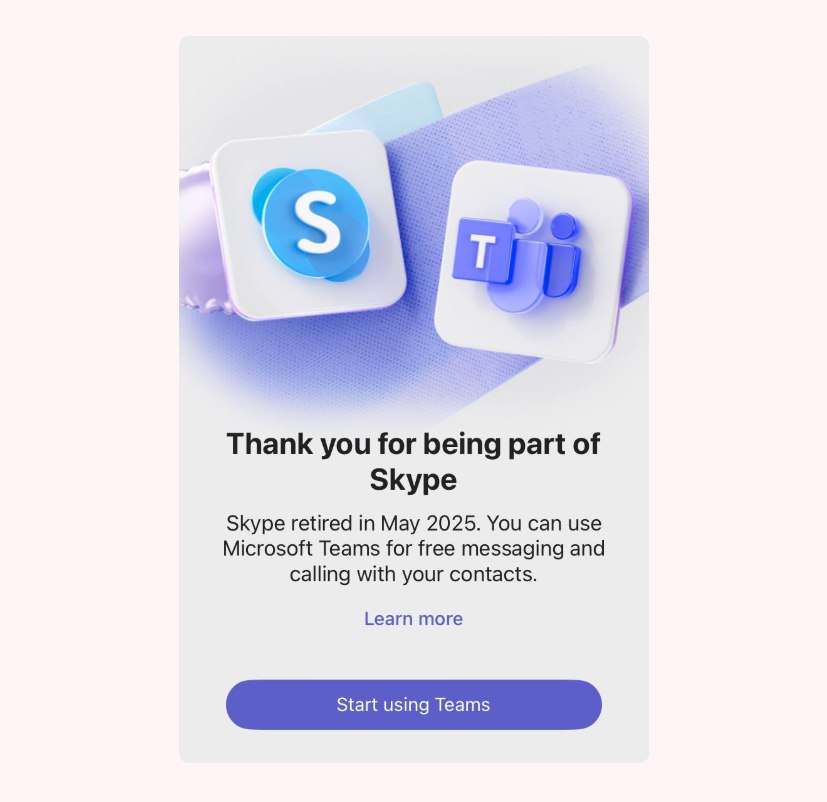 S
T
Thank you for being part of
Skype
Skype retired in May 2025. You can use
Microsoft Teams for free messaging and
calling with your contacts.
Learn more
Start using Teams